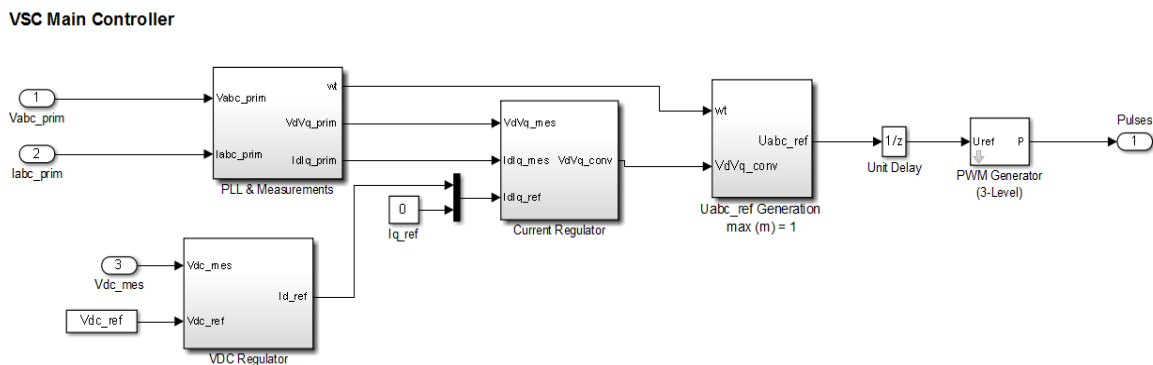 VSC Main Controller
1
Vabc_prim
2
Iabc_prim
Vabc_prim
Iabc_prim
wt
VdVq_prim
IdIq_prim
PLL & Measurements
0
Iq_ref
VdVq_mes
IdIq_mes
IdIq_ref
VdVq_conv
Current Regulator
wt
VdVq_conv
Uabc_ref
Uabc_ref Generation
max (m) = 1
1/z
Unit Delay
Uref
P
PWM Generator
(3-Level)
Pulses
1
3
Vdc_mes
Vdc_ref
Vdc_mes
Vdc_ref
Id_ref
VDC Regulator